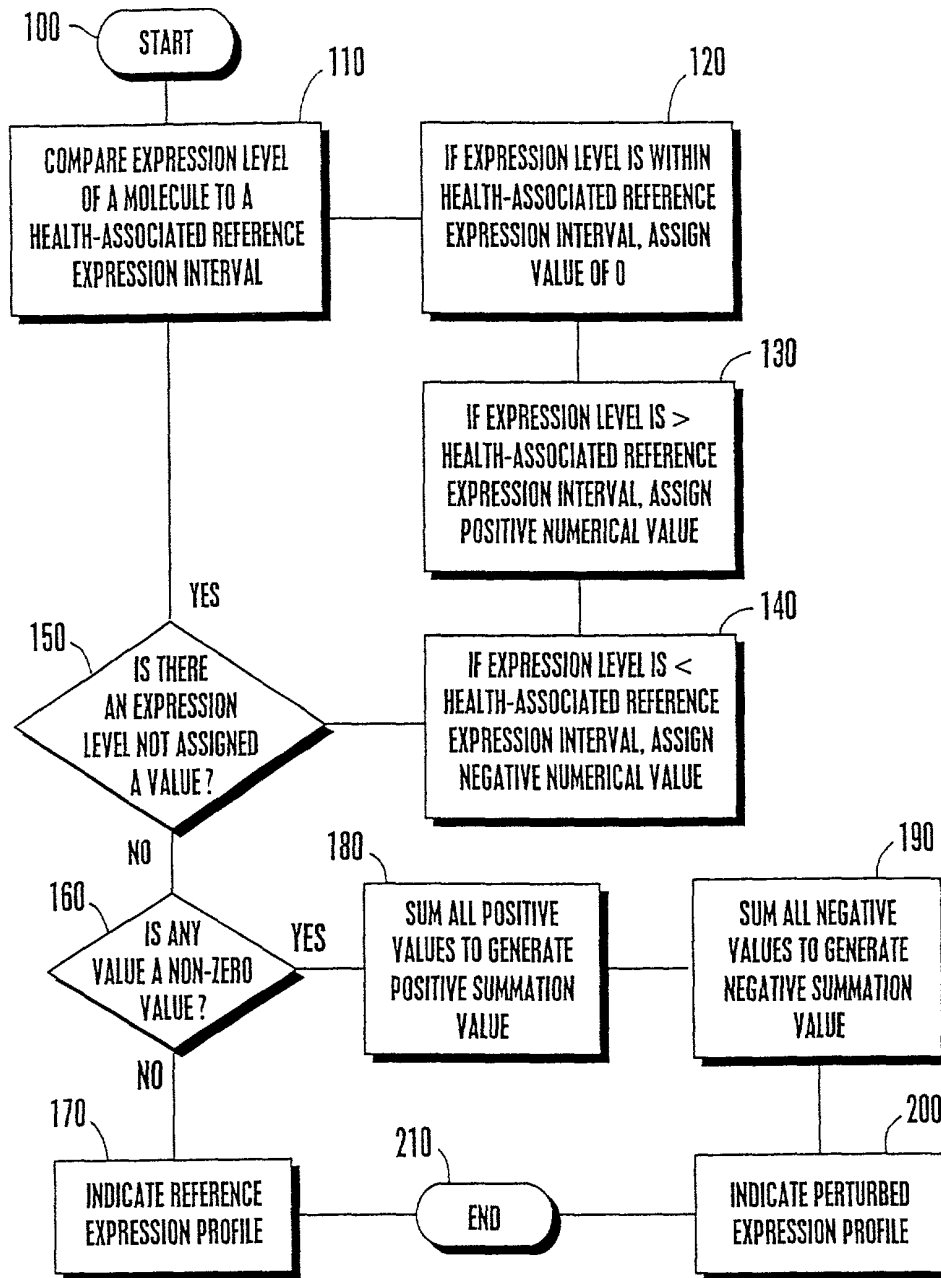 100
START
110
COMPARE EXPRESSION LEVEL
OF A MOLECULE TO A
HEALTH-ASSOCIATED REFERENCE
EXPRESSION INTERVAL
120
IF EXPRESSION LEVEL IS WITHIN
HEALTH-ASSOCIATED REFERENCE
EXPRESSION INTERVAL, ASSIGN
VALUE OF 0
130
IF EXPRESSION LEVEL IS >
HEALTH-ASSOCIATED REFERENCE
EXPRESSION INTERVAL, ASSIGN
POSITIVE NUMERICAL VALUE
140
IF EXPRESSION LEVEL IS <
HEALTH-ASSOCIATED REFERENCE
EXPRESSION INTERVAL, ASSIGN
NEGATIVE NUMERICAL VALUE
YES
150
IS THERE
AN EXPRESSION
LEVEL NOT ASSIGNED
A VALUE?
NO
160
IS ANY
VALUE A NON-ZERO
VALUE?
YES
180
SUM ALL POSITIVE
VALUES TO GENERATE
POSITIVE SUMMATION
VALUE
190
SUM ALL NEGATIVE
VALUES TO GENERATE
NEGATIVE SUMMATION
VALUE
NO
170
INDICATE REFERENCE
EXPRESSION PROFILE
210
END
200
INDICATE PERTURBED
EXPRESSION PROFILE